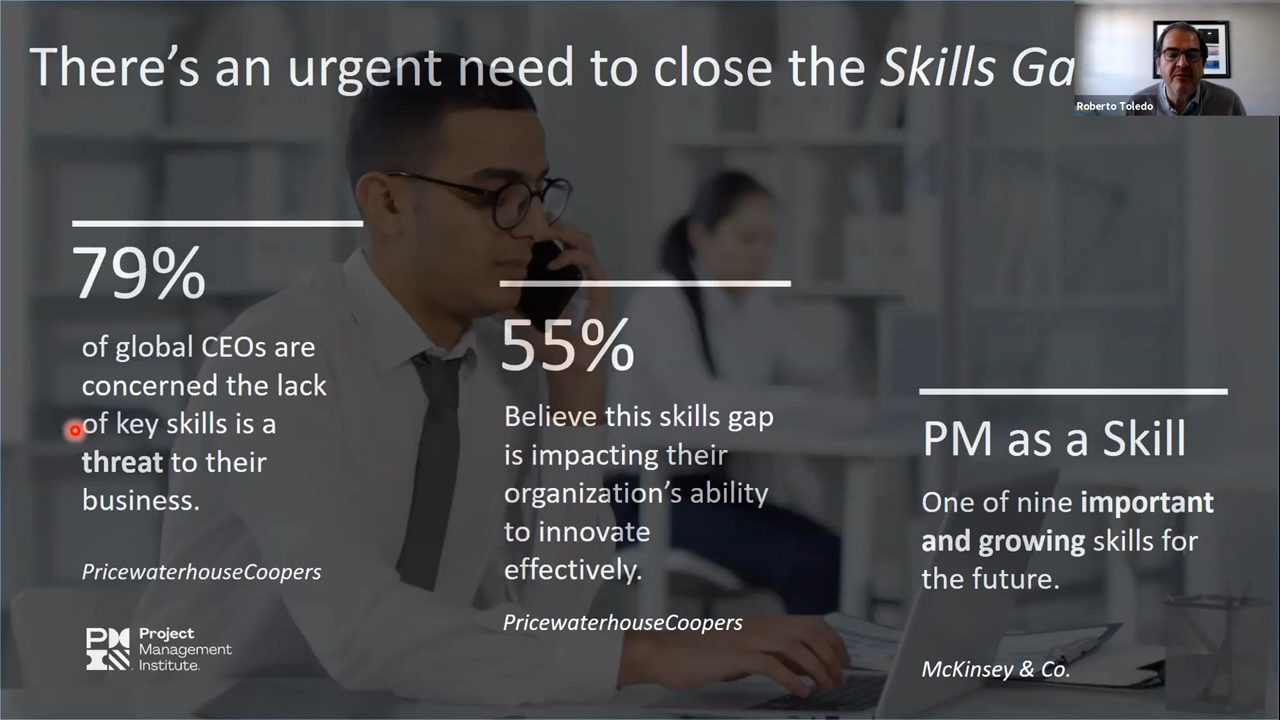 There's an urgent need to close the Skills Ga
Roberto Toledo
79%
of global CEOs are
concerned the lack
of key skills is a
threat to their
business.
PricewaterhouseCoopers
55%
Believe this skills gap
is impacting their
organization's ability
to innovate
effectively.
PricewaterhouseCoopers
PM as a Skill
One of nine important
and growing skills for
the future.
McKinsey & Co.
Project
Management
Institute.